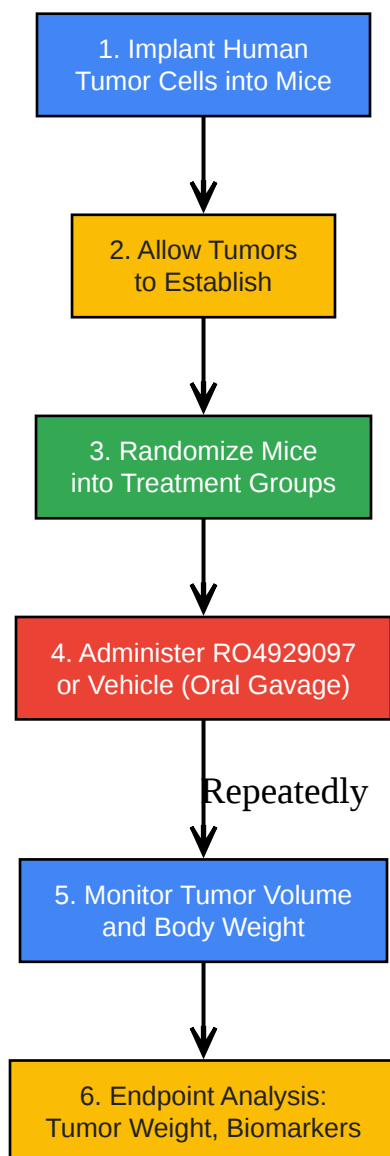 1. Implant Human
Tumor Cells into Mice
2. Allow Tumors
to Establish
3. Randomize Mice
into Treatment Groups
4. Administer RO4929097
or Vehicle (Oral Gavage)
Repeatedly
5. Monitor Tumor Volume
and Body Weight
6. Endpoint Analysis:
Tumor Weight, Biomarkers